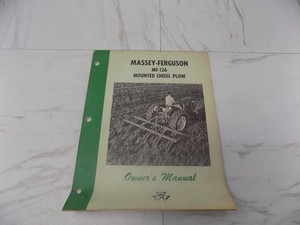 MASSEY-FERGUSON
MF-126
MOUNTED CHISEL PLOW
Owner's Manual